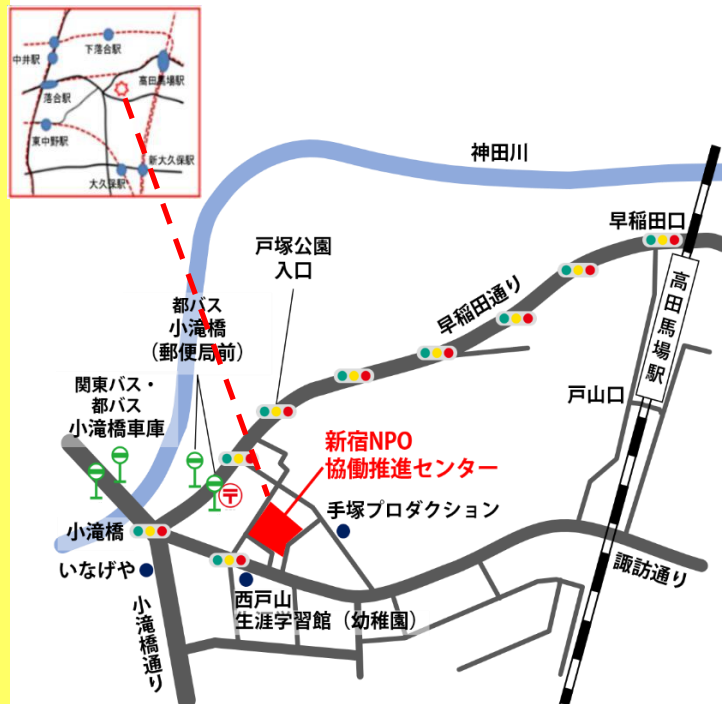 中井駅
下落合駅
高田馬場駅
落合駅
東中野駅
新大久保駅
大久保駅
神田川
早稲田口
戸塚公園
入口
早稲田通り
高田馬場駅
都バス
小滝橋
（郵便局前）
関東バス・
都バス
小滝橋車庫
戸山口
新宿NPO
協働推進センター
〒
手塚プロダクション
小滝橋
いなげや
諏訪通り
西戸山
生涯学習館（幼稚園）
小滝橋通り